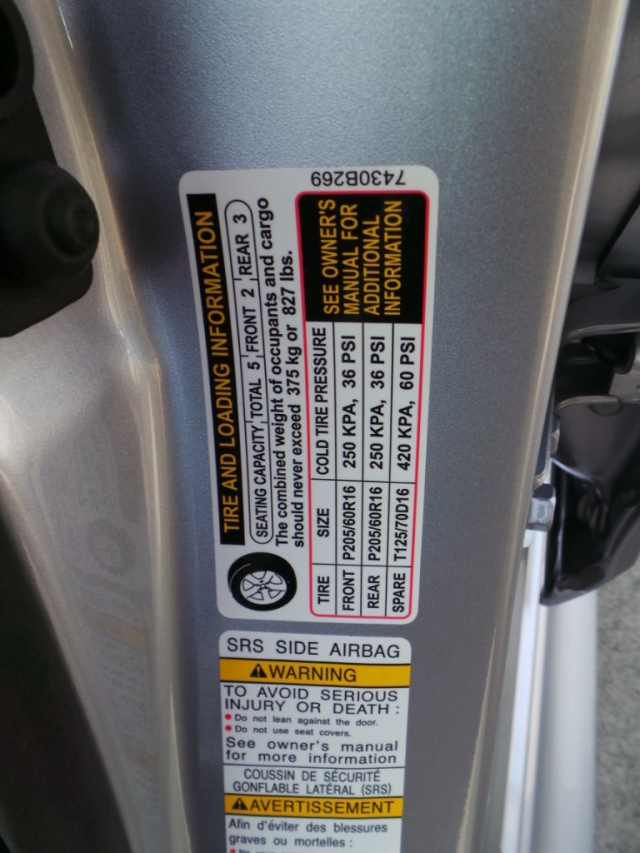 7430B269
TIRE AND LOADING INFORMATION
SEATING CAPACITY TOTAL 5 FRONT 2 REAR 3
The combined weight of occupants and cargo
should never exceed 375 kg or 827 lbs.
TIRE SIZE COLD TIRE PRESSURE
FRONT P205/60R16 250 KPA, 36 PSI
REAR P205/60R16 250 KPA, 36 PSI
SPARE T125/70D16 420 KPA, 60 PSI
SEE OWNER'S
MANUAL FOR
ADDITIONAL
INFORMATION
SRS SIDE AIRBAG
WARNING
TO AVOID SERIOUS
INJURY OR DEATH :
• Do not lean against the door.
• Do not use seat covers.
See owner's manual
for more information
COUSSIN DE SÉCURITÉ
GONFLABLE LATÉRAL (SRS)
AVERTISSEMENT
Afin d'éviter des blessures
graves ou mortelles :